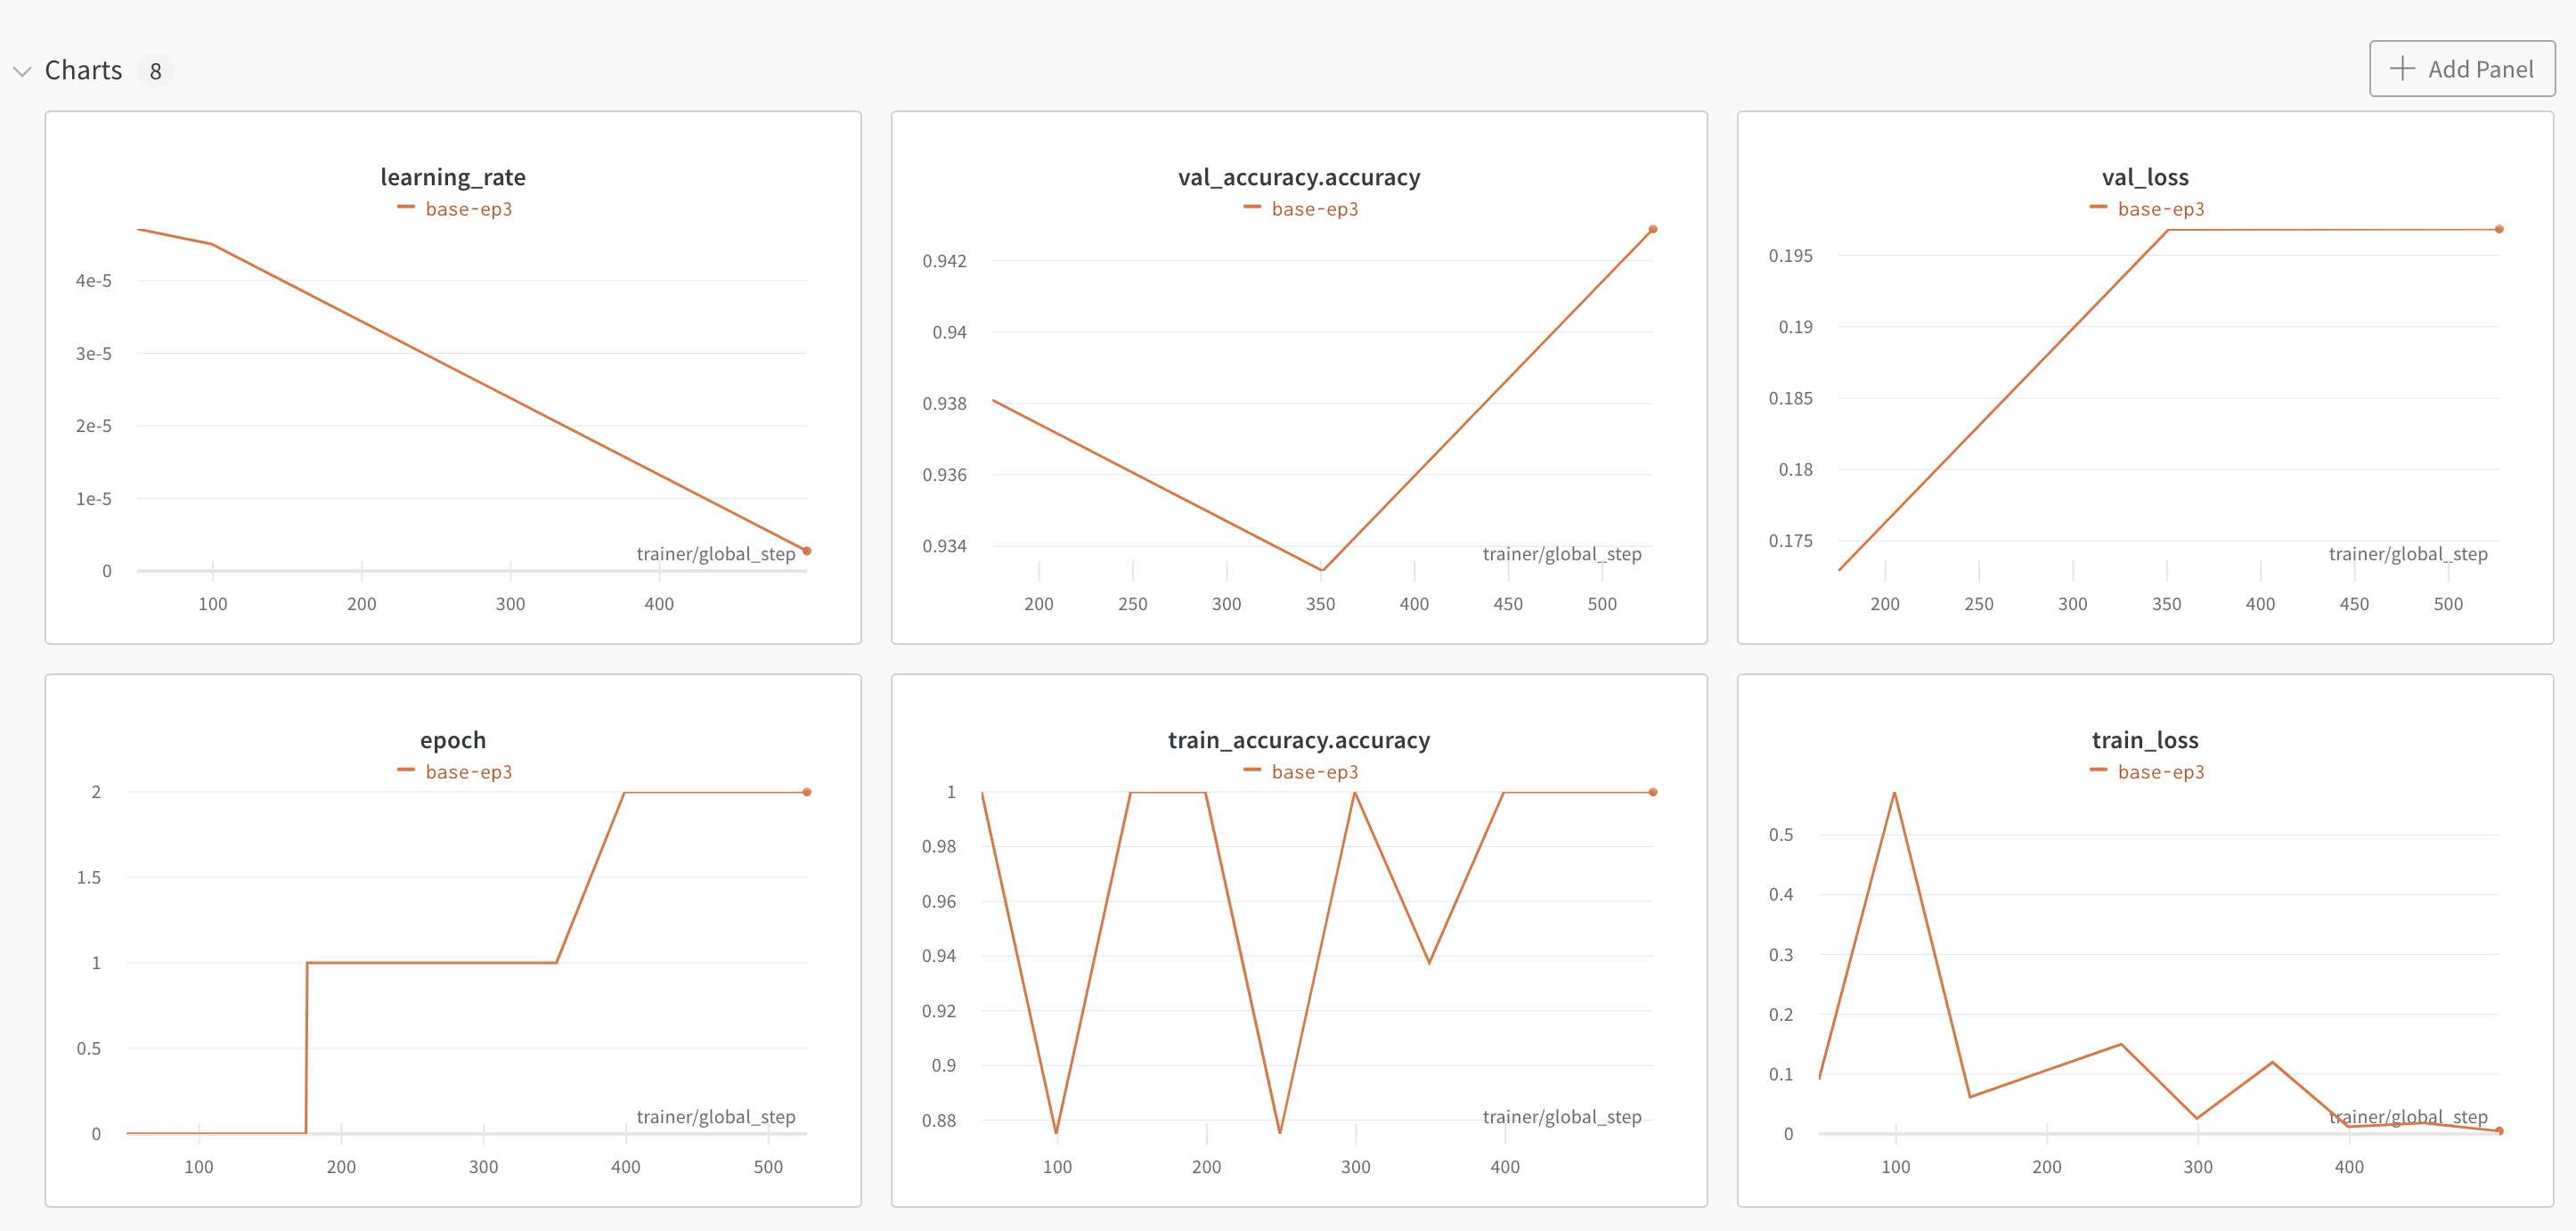 Charts 8
Add Panel
learning_rate
base-ep3
4e-5
3e-5
2e-5
1e-5
0
trainer/global_step
100 200 300 400
val_accuracy.accuracy
base-ep3
0.942
0.94
0.938
0.936
0.934
trainer/global_step
200 250 300 350 400 450 500
val_loss
base-ep3
0.195
0.19
0.185
0.18
0.175
trainer/global_step
200 250 300 350 400 450 500
epoch
base-ep3
2
1.5
1
0.5
0
trainer/global_step
100 200 300 400 500
train_accuracy.accuracy
base-ep3
1
0.98
0.96
0.94
0.92
0.9
0.88
trainer/global_step
100 200 300 400
train_loss
base-ep3
0.5
0.4
0.3
0.2
0.1
0
trainer/global_step
100 200 300 400